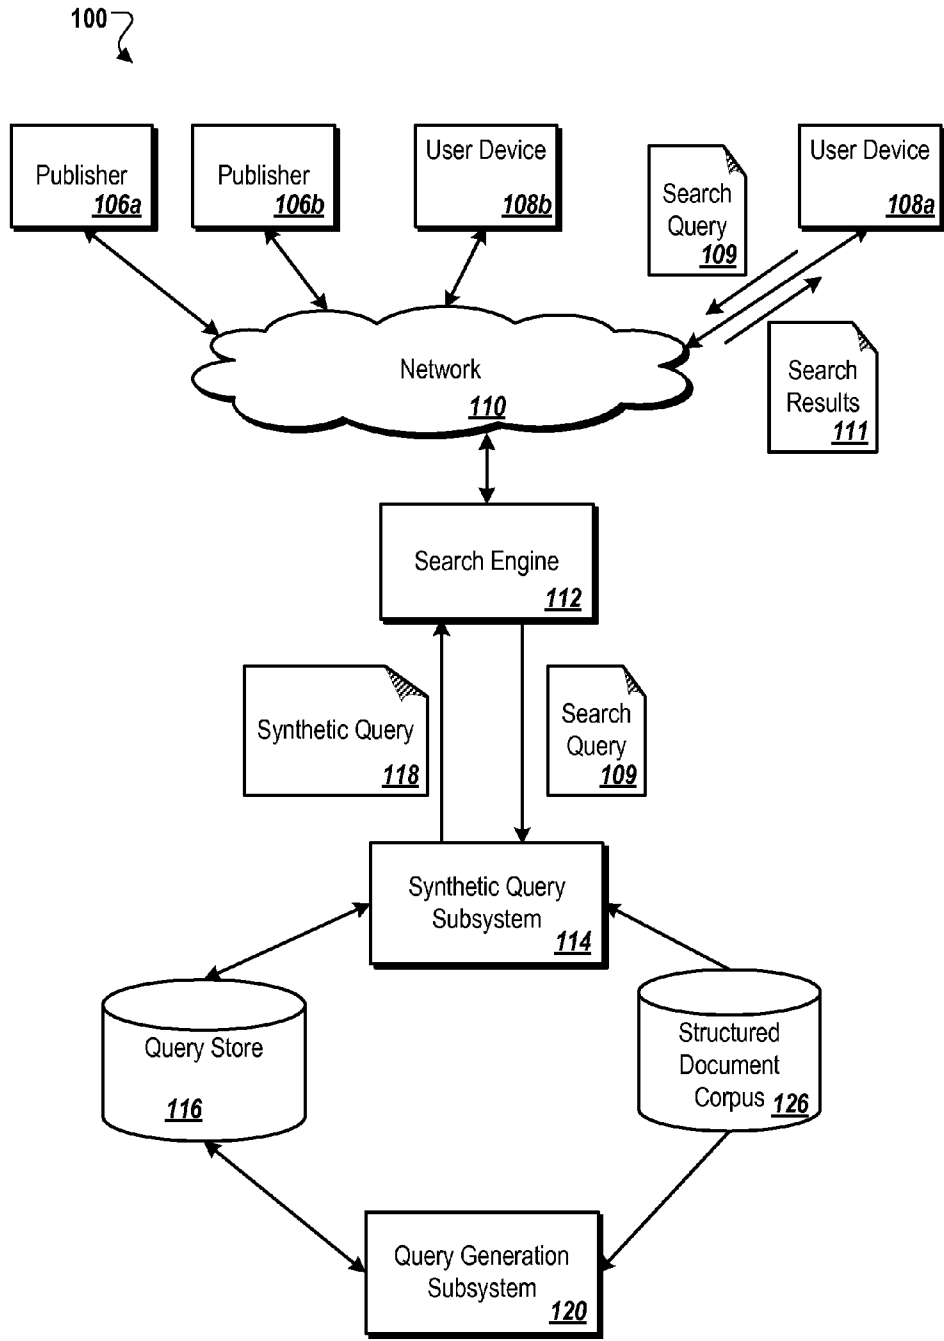 100
Publisher
106a
Publisher
106b
User Device
108b
Search
Query
109
User Device
108a
Network
110
Search
Results
111
Search Engine
112
Synthetic Query
118
Search
Query
109
Synthetic Query
Subsystem
114
Query Store
116
Structured
Document
Corpus 126
Query Generation
Subsystem
120